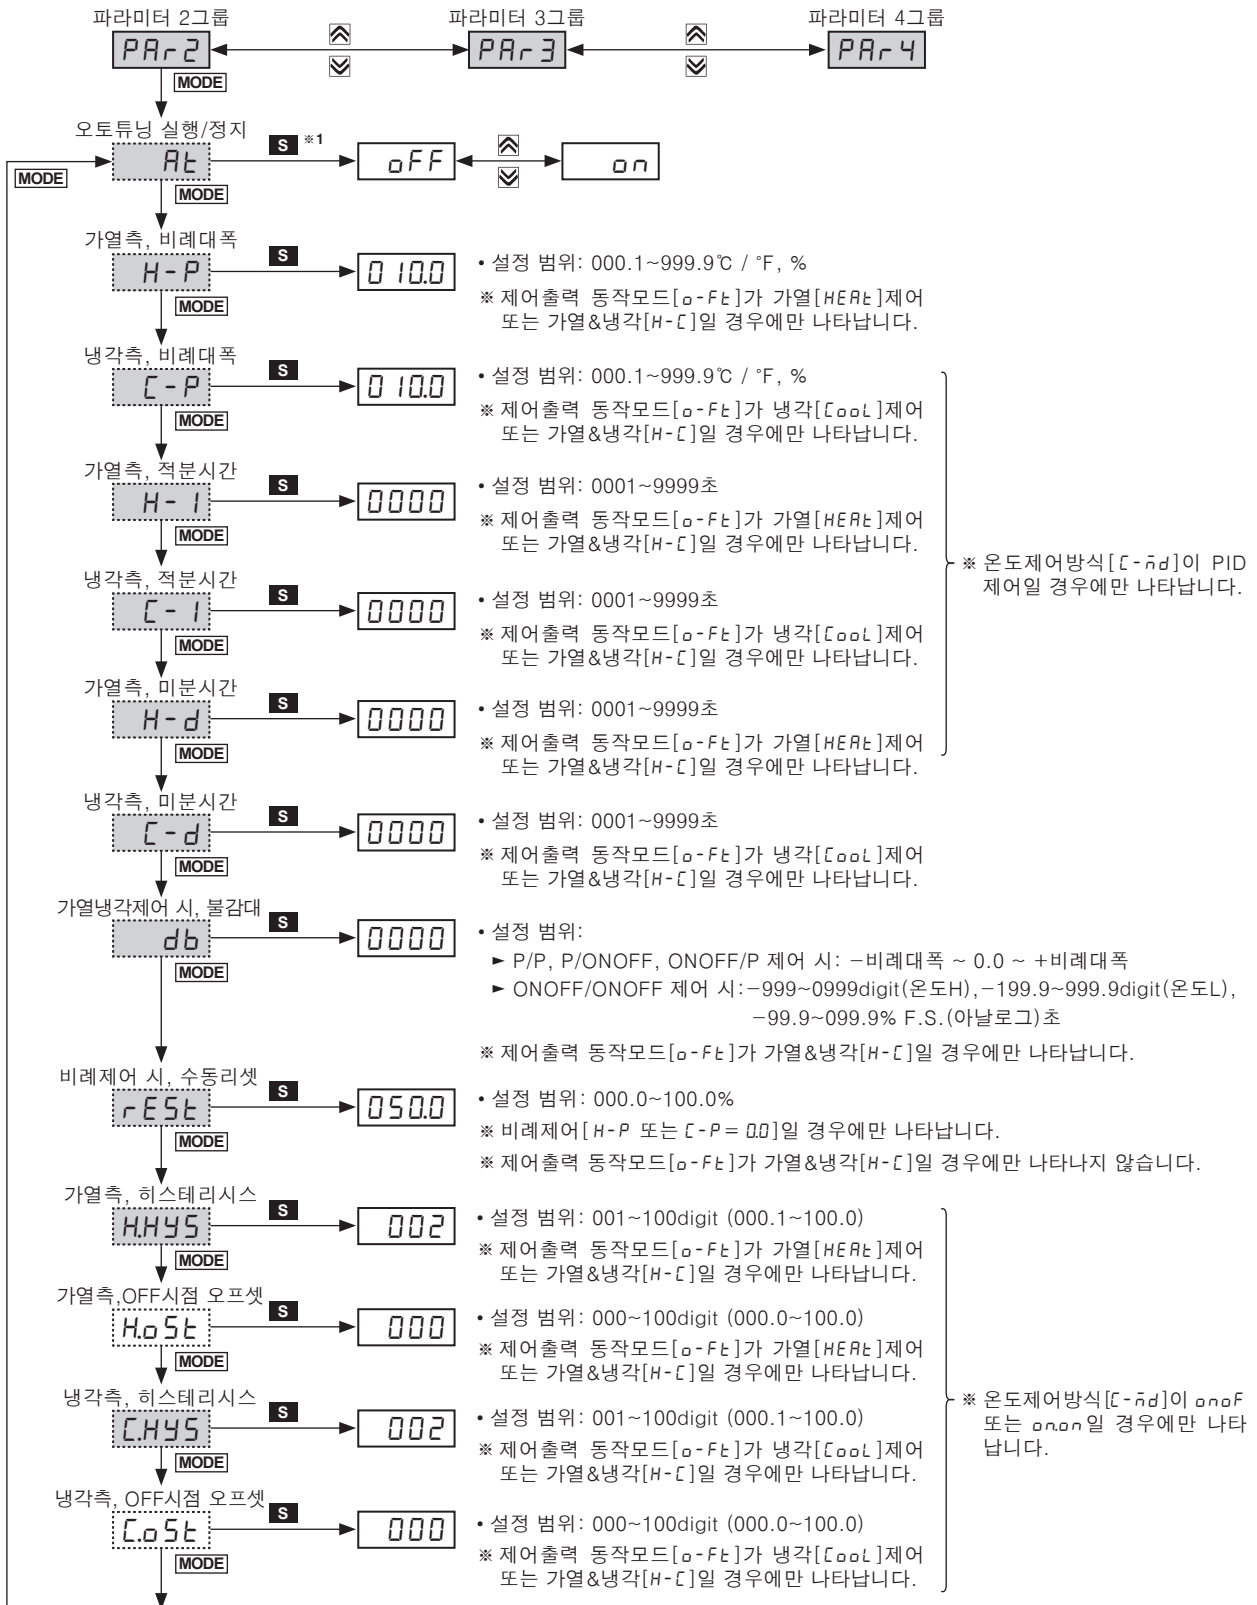 파라미터 2그룹 파라미터 3그룹 파라미터 4그룹
PAr2 PAr3 PAr4
MODE
오토튜닝 실행/정지
S ※1
MODE At oFF on
MODE
가열측, 비례대폭
S
H-P 010.0
MODE
• 설정 범위: 000.1~999.9℃ / ℉, %
※ 제어출력 동작모드[o-Ft]가 가열[HEAt]제어
또는 가열&냉각[H-C]일 경우에만 나타납니다.
냉각측, 비례대폭
S
C-P 010.0
MODE
• 설정 범위: 000.1~999.9℃ / ℉, %
※ 제어출력 동작모드[o-Ft]가 냉각[CooL]제어
또는 가열&냉각[H-C]일 경우에만 나타납니다.
가열측, 적분시간
S
H-I 0000
MODE
• 설정 범위: 0001~9999초
※ 제어출력 동작모드[o-Ft]가 가열[HEAt]제어
또는 가열&냉각[H-C]일 경우에만 나타납니다.
※ 온도제어방식[C-md]이 PID
제어일 경우에만 나타납니다.
냉각측, 적분시간
S
C-I 0000
MODE
• 설정 범위: 0001~9999초
※ 제어출력 동작모드[o-Ft]가 냉각[CooL]제어
또는 가열&냉각[H-C]일 경우에만 나타납니다.
가열측, 미분시간
S
H-d 0000
MODE
• 설정 범위: 0001~9999초
※ 제어출력 동작모드[o-Ft]가 가열[HEAt]제어
또는 가열&냉각[H-C]일 경우에만 나타납니다.
냉각측, 미분시간
S
C-d 0000
MODE
• 설정 범위: 0001~9999초
※ 제어출력 동작모드[o-Ft]가 냉각[CooL]제어
또는 가열&냉각[H-C]일 경우에만 나타납니다.
가열냉각제어 시, 불감대
S
db 0000
MODE
• 설정 범위:
► P/P, P/ONOFF, ONOFF/P 제어 시: -비례대폭 ~ 0.0 ~ +비례대폭
► ONOFF/ONOFF 제어 시:-999~0999digit(온도H),-199.9~999.9digit(온도L),
-99.9~099.9% F.S.(아날로그)초
※ 제어출력 동작모드[o-Ft]가 가열&냉각[H-C]일 경우에만 나타납니다.
비례제어 시, 수동리셋
S
rESt 050.0
MODE
• 설정 범위: 000.0~100.0%
※ 비례제어[ H-P 또는 C-P = 0.0]일 경우에만 나타납니다.
※ 제어출력 동작모드[o-Ft]가 가열&냉각[H-C]일 경우에만 나타나지 않습니다.
가열측, 히스테리시스
S
H.HYS 002
MODE
• 설정 범위: 001~100digit (000.1~100.0)
※ 제어출력 동작모드[o-Ft]가 가열[HEAt]제어
또는 가열&냉각[H-C]일 경우에만 나타납니다.
가열측,OFF시점 오프셋
S
H.oSt 000
MODE
• 설정 범위: 000~100digit (000.0~100.0)
※ 제어출력 동작모드[o-Ft]가 가열[HEAt]제어
또는 가열&냉각[H-C]일 경우에만 나타납니다.
※ 온도제어방식[C-md]이 onoF
또는 on.on일 경우에만 나타
납니다.
냉각측, 히스테리시스
S
C.HYS 002
MODE
• 설정 범위: 001~100digit (000.1~100.0)
※ 제어출력 동작모드[o-Ft]가 냉각[CooL]제어
또는 가열&냉각[H-C]일 경우에만 나타납니다.
냉각측, OFF시점 오프셋
S
C.oSt 000
MODE
• 설정 범위: 000~100digit (000.0~100.0)
※ 제어출력 동작모드[o-Ft]가 냉각[CooL]제어
또는 가열&냉각[H-C]일 경우에만 나타납니다.